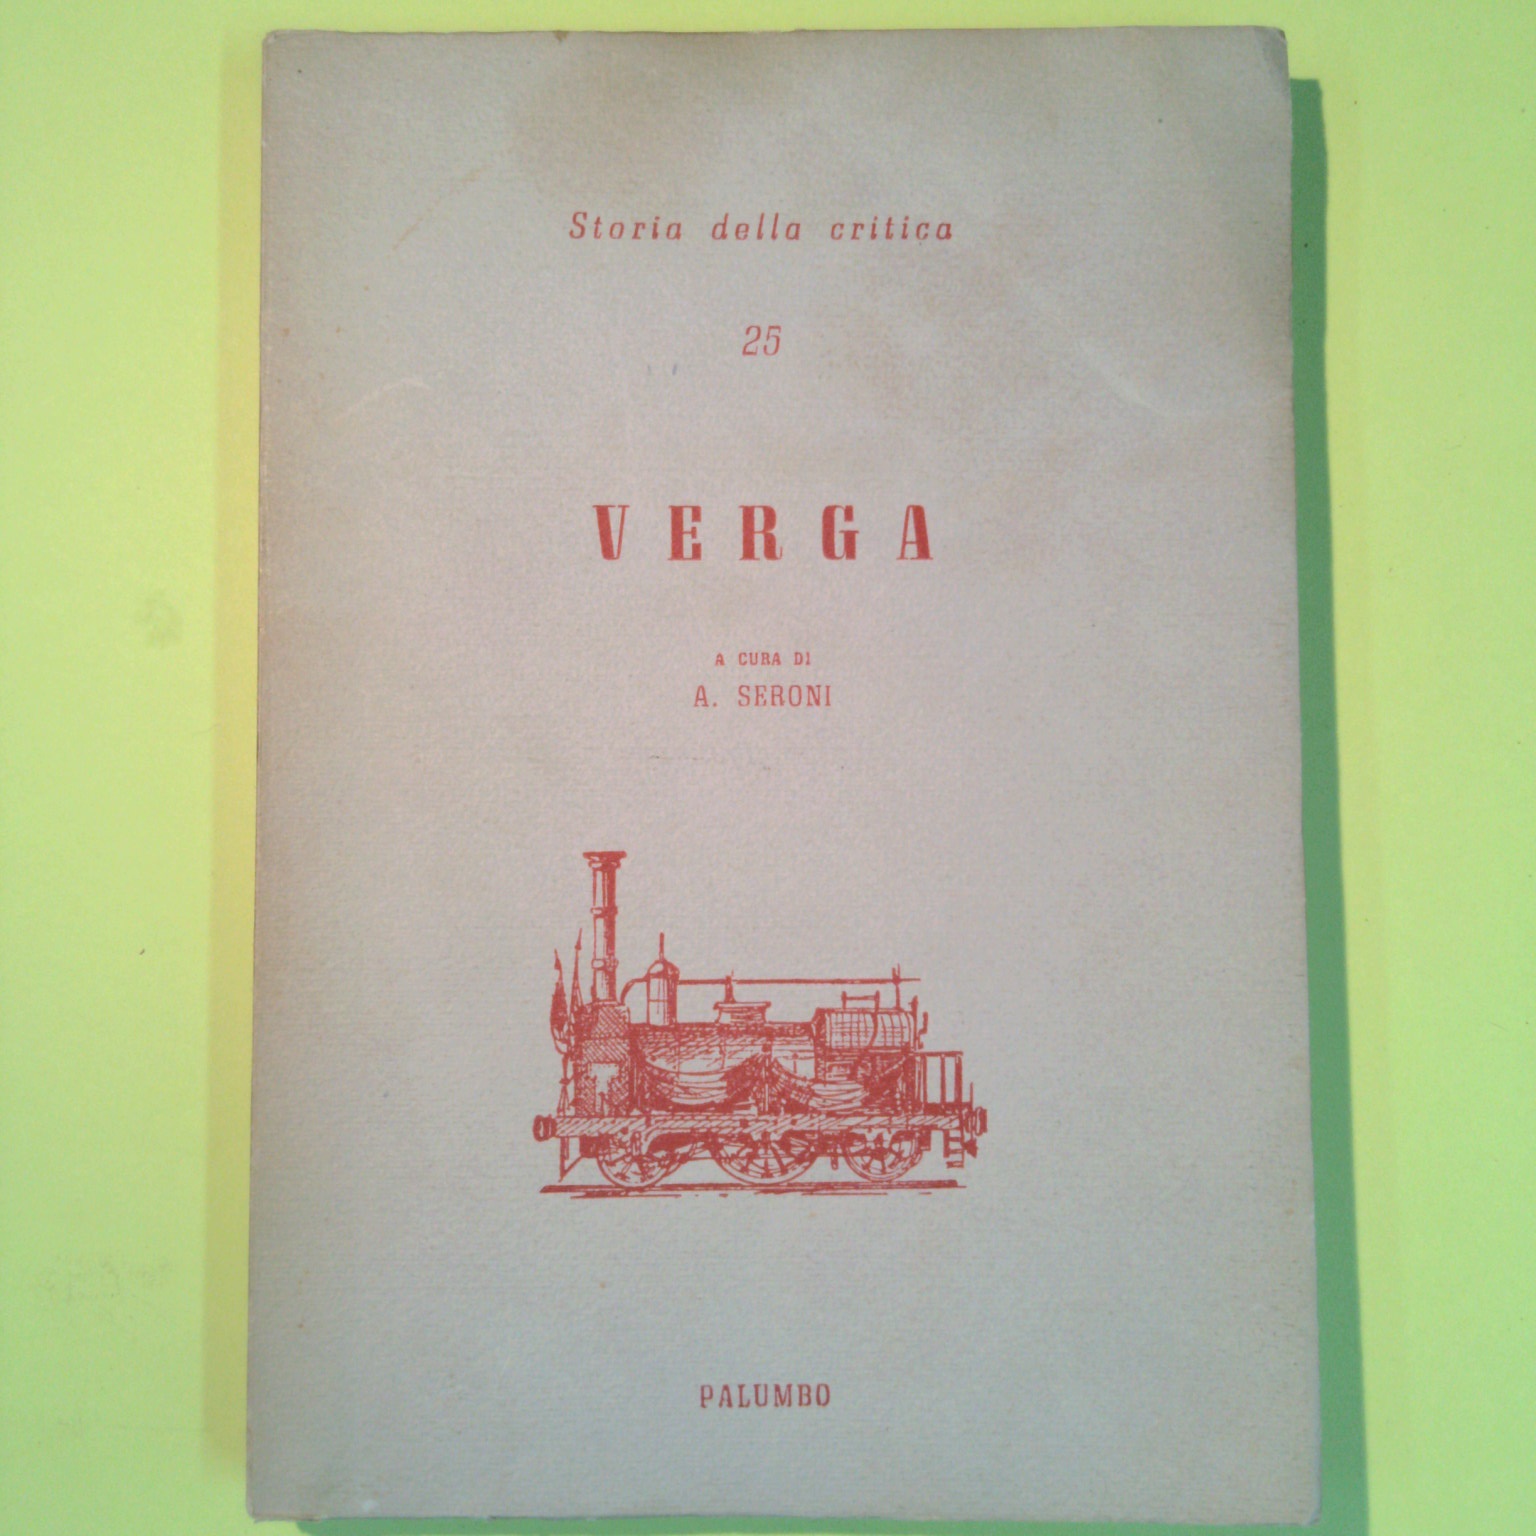 Storia della critica
25
VERGA
A CURA DI
A. SERONI
PALUMBO